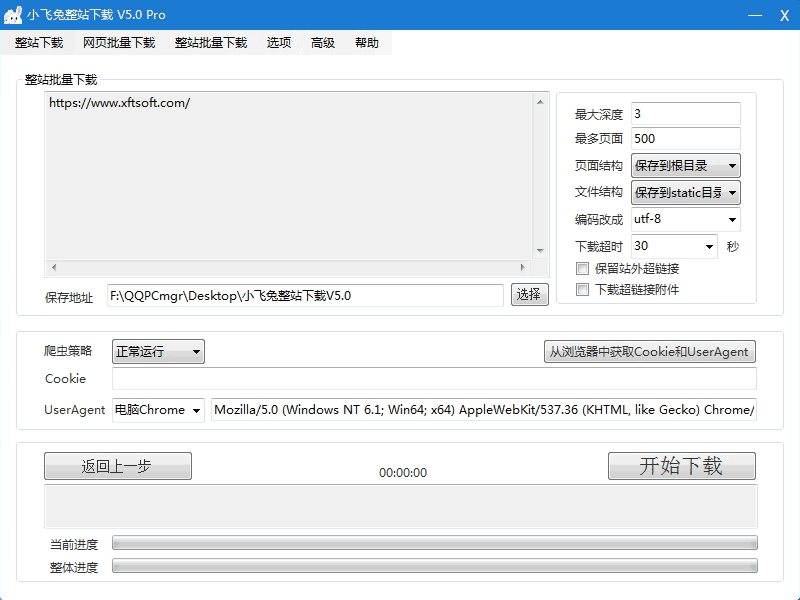 小飞兔整站下载 V5.0 Pro
整站下载 网页批量下载 整站批量下载 选项 高级 帮助
整站批量下载
https://www.xftsoft.com/
最大深度 3
最多页面 500
页面结构 保存到根目录
文件结构 保存到static目录
编码改成 utf-8
下载超时 30 秒
保留站外超链接
下载超链接附件
保存地址 F:\QQPCmgr\Desktop\小飞兔整站下载V5.0 选择
爬虫策略 正常运行 从浏览器中获取Cookie和UserAgent
Cookie
UserAgent 电脑Chrome Mozilla/5.0 (Windows NT 6.1; Win64; x64) AppleWebKit/537.36 (KHTML, like Gecko) Chrome/
返回上一步 00:00:00 开始下载
当前进度
整体进度